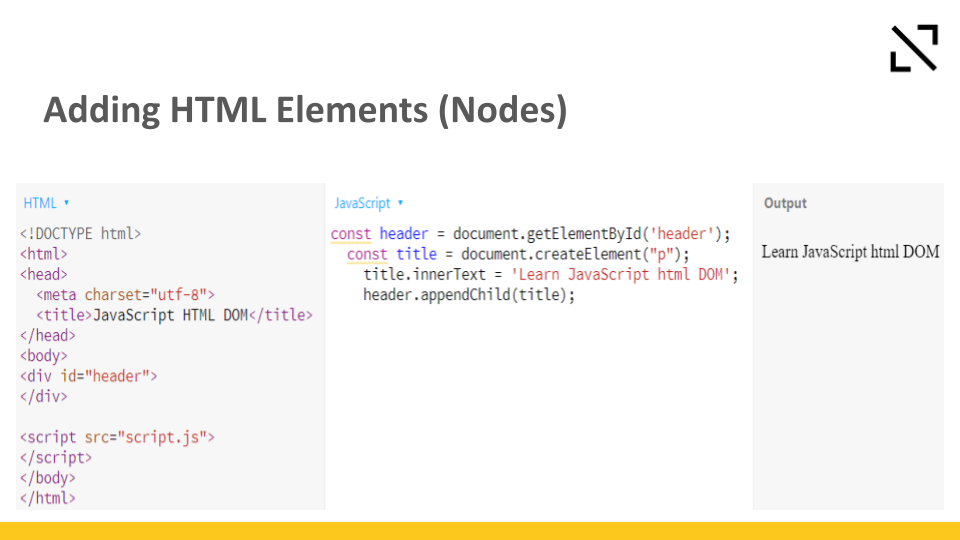 Adding HTML Elements (Nodes)
HTML
<!DOCTYPE html>
<html>
<head>
<meta charset="utf-8">
<title>JavaScript HTML DOM</title>
</head>
<body>
<div id="header">
</div>
<script src="script.js">
</script>
</body>
</html>
JavaScript
const header = document.getElementById('header');
const title = document.createElement("p");
title.innerText = 'Learn JavaScript html DOM';
header.appendChild(title);
Output
Learn JavaScript html DOM